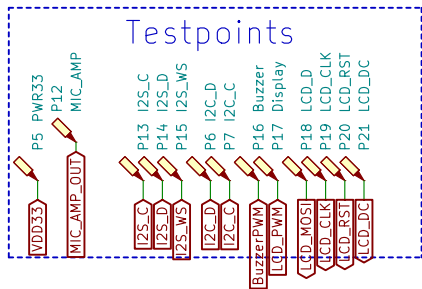 Testpoints
P5 PWR33
P12 MIC_AMP
P13 I2S_C
P14 I2S_D
P15 I2S_WS
P6 I2C_D
P7 I2C_C
P16 Buzzer
P17 Display
P18 LCD_D
P19 LCD_CLK
P20 LCD_RST
P21 LCD_DC
VDD33
MIC_AMP_OUT
I2S_C
I2S_D
I2S_WS
I2C_D
I2C_C
BuzzerPWM
LCD_PWM
LCD_MOSI
LCD_CLK
LCD_RST
LCD_DC